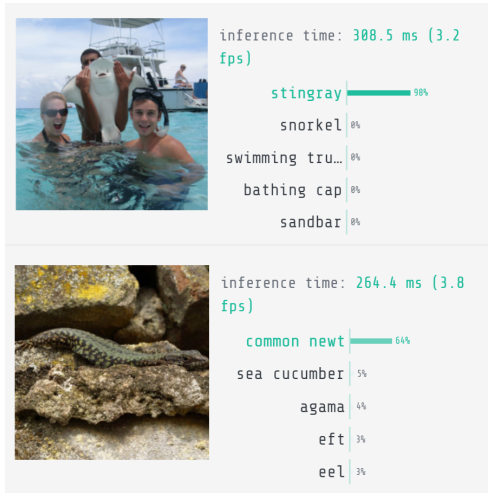 inference time: 308.5 ms (3.2
fps)
stingray 98%
snorkel 0%
swimming tru… 0%
bathing cap 0%
sandbar 0%
inference time: 264.4 ms (3.8
fps)
common newt 64%
sea cucumber 5%
agama 4%
eft 3%
eel 3%